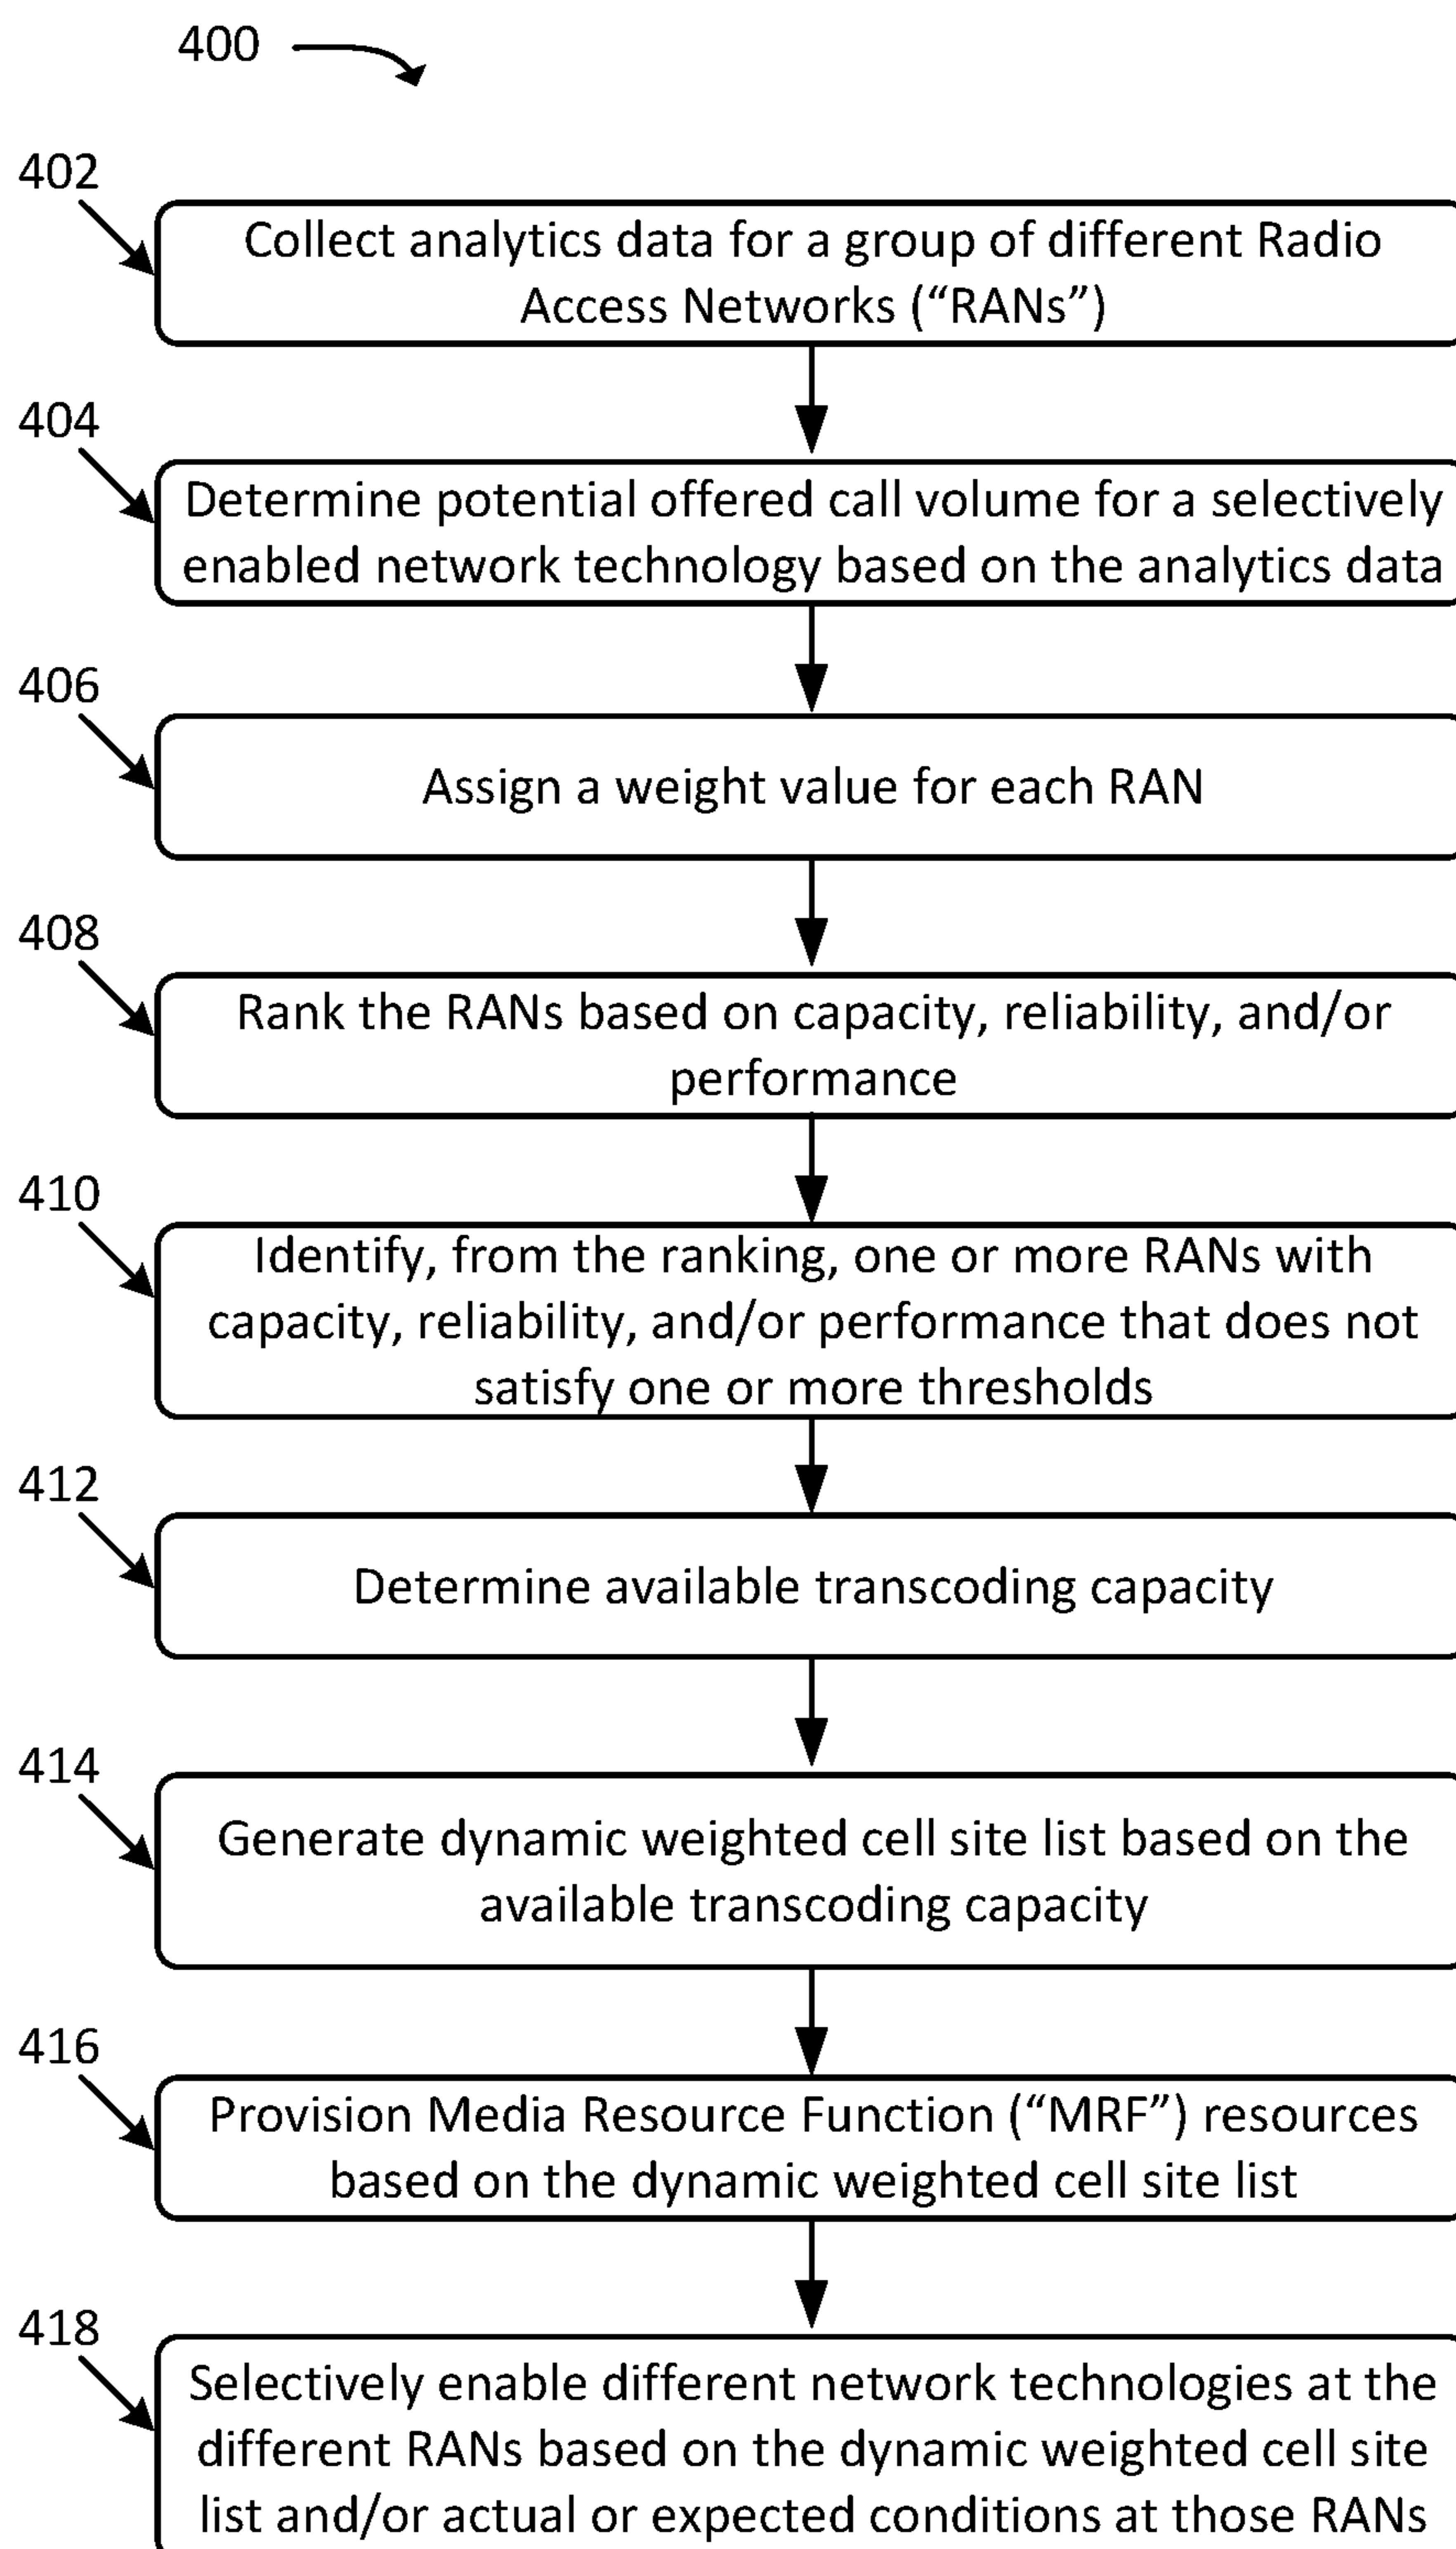 400
402
Collect analytics data for a group of different Radio
Access Networks (“RANs”)
404
Determine potential offered call volume for a selectively
enabled network technology based on the analytics data
406
Assign a weight value for each RAN
408
Rank the RANs based on capacity, reliability, and/or
performance
410
Identify, from the ranking, one or more RANs with
capacity, reliability, and/or performance that does not
satisfy one or more thresholds
412
Determine available transcoding capacity
414
Generate dynamic weighted cell site list based on the
available transcoding capacity
416
Provision Media Resource Function (“MRF”) resources
based on the dynamic weighted cell site list
418
Selectively enable different network technologies at the
different RANs based on the dynamic weighted cell site
list and/or actual or expected conditions at those RANs